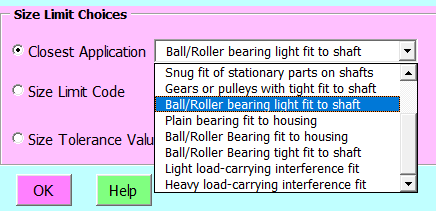 Size Limit Choices
Closest Application
Ball/Roller bearing light fit to shaft
Snug fit of stationary parts on shafts
Gears or pulleys with tight fit to shaft
Size Limit Code
Ball/Roller Bearing light fit to shaft
Plain bearing fit to housing
Ball/Roller Bearing fit to housing
Size Tolerance Valu
Ball/Roller Bearing tight fit to shaft
Light load-carrying interference fit
Heavy load-carrying interference fit
OK
Help